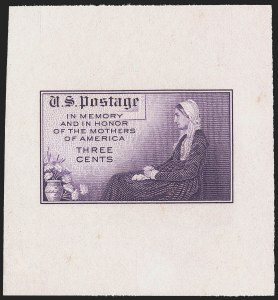 U.S. Postage
IN MEMORY
AND IN HONOR
OF THE MOTHERS
OF AMERICA
THREE
CENTS